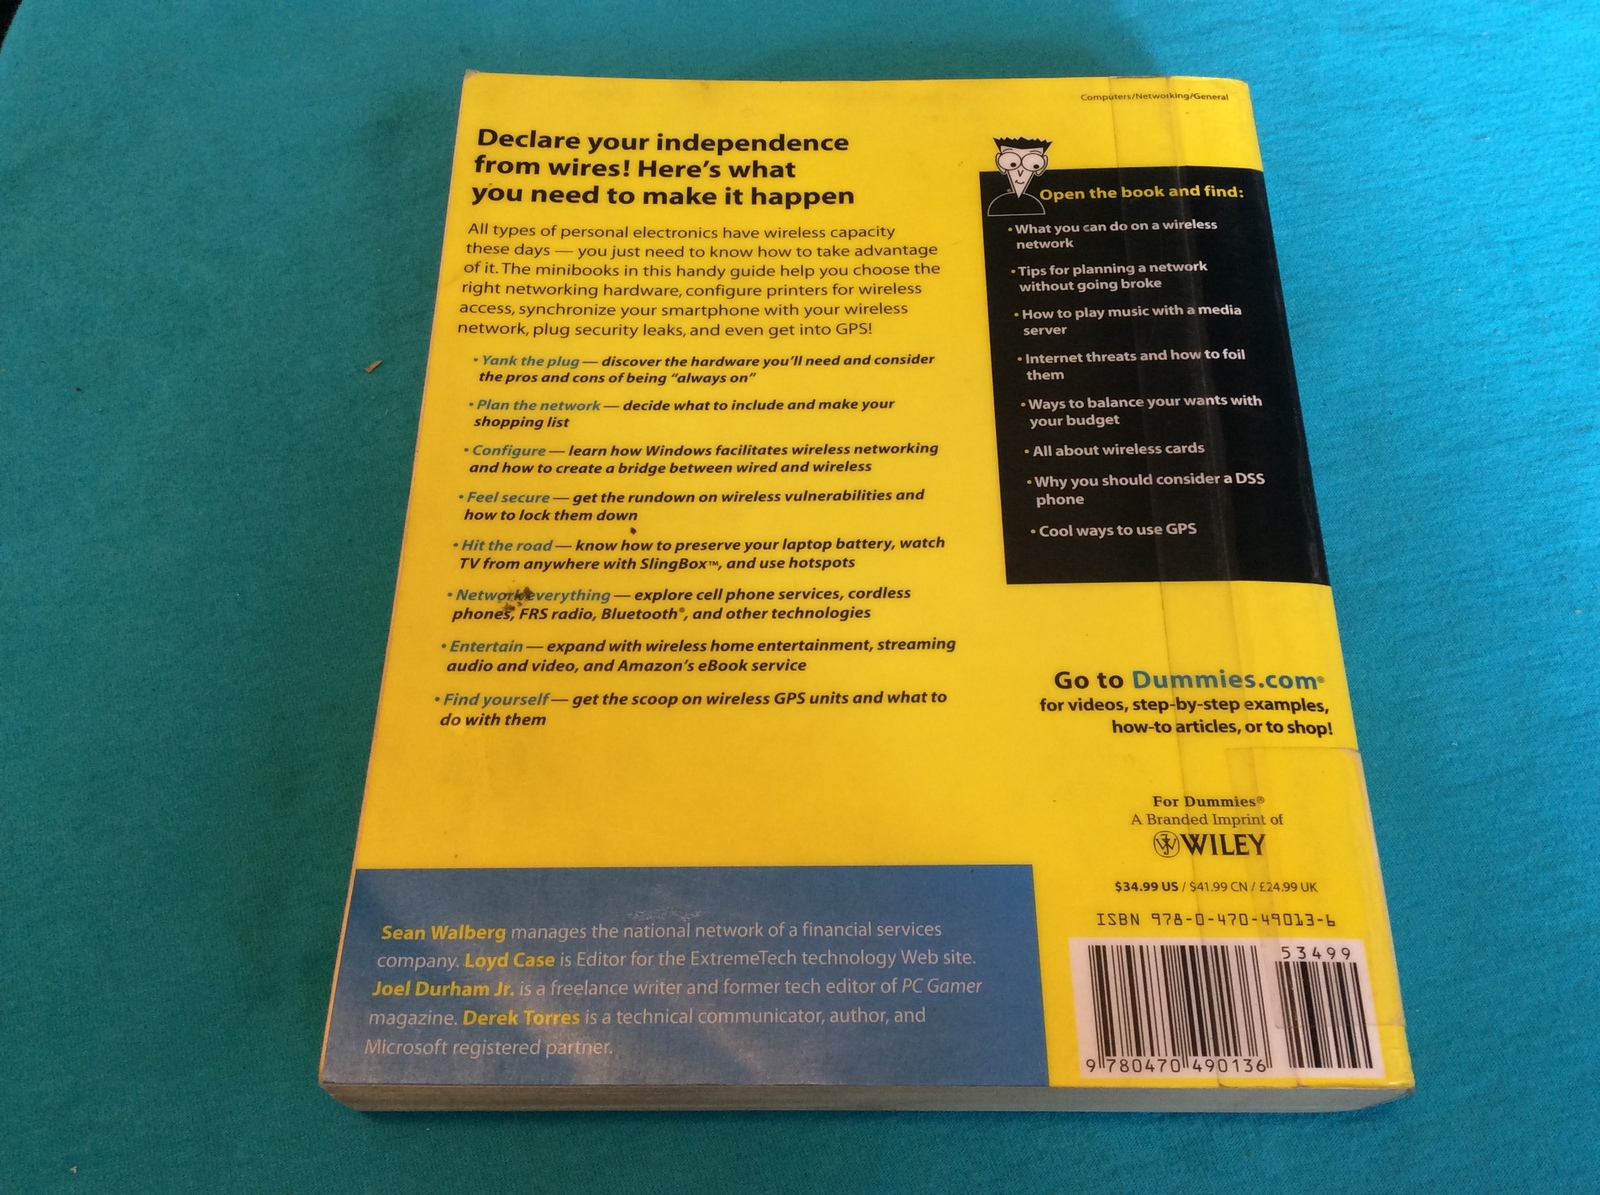 Computers/Networking/General
Declare your independence
from wires! Here's what
you need to make it happen
All types of personal electronics have wireless capacity
these days — you just need to know how to take advantage
of it. The minibooks in this handy guide help you choose the
right networking hardware, configure printers for wireless
access, synchronize your smartphone with your wireless
network, plug security leaks, and even get into GPS!
• Yank the plug — discover the hardware you'll need and consider
the pros and cons of being "always on"
• Plan the network — decide what to include and make your
shopping list
• Configure — learn how Windows facilitates wireless networking
and how to create a bridge between wired and wireless
• Feel secure — get the rundown on wireless vulnerabilities and
how to lock them down
• Hit the road — know how to preserve your laptop battery, watch
TV from anywhere with SlingBox™, and use hotspots
• Network everything — explore cell phone services, cordless
phones, FRS radio, Bluetooth®, and other technologies
• Entertain — expand with wireless home entertainment, streaming
audio and video, and Amazon's eBook service
• Find yourself — get the scoop on wireless GPS units and what to
do with them
Open the book and find:
• What you can do on a wireless
network
• Tips for planning a network
without going broke
• How to play music with a media
server
• Internet threats and how to foil
them
• Ways to balance your wants with
your budget
• All about wireless cards
• Why you should consider a DSS
phone
• Cool ways to use GPS
Go to Dummies.com®
for videos, step-by-step examples,
how-to articles, or to shop!
For Dummies®
A Branded Imprint of
WILEY
$34.99 US / $41.99 CN / £24.99 UK
ISBN 978-0-470-49013-6
53499
9 780470 490136
Sean Walberg manages the national network of a financial services
company. Loyd Case is Editor for the ExtremeTech technology Web site.
Joel Durham Jr. is a freelance writer and former tech editor of PC Gamer
magazine. Derek Torres is a technical communicator, author, and
Microsoft registered partner.